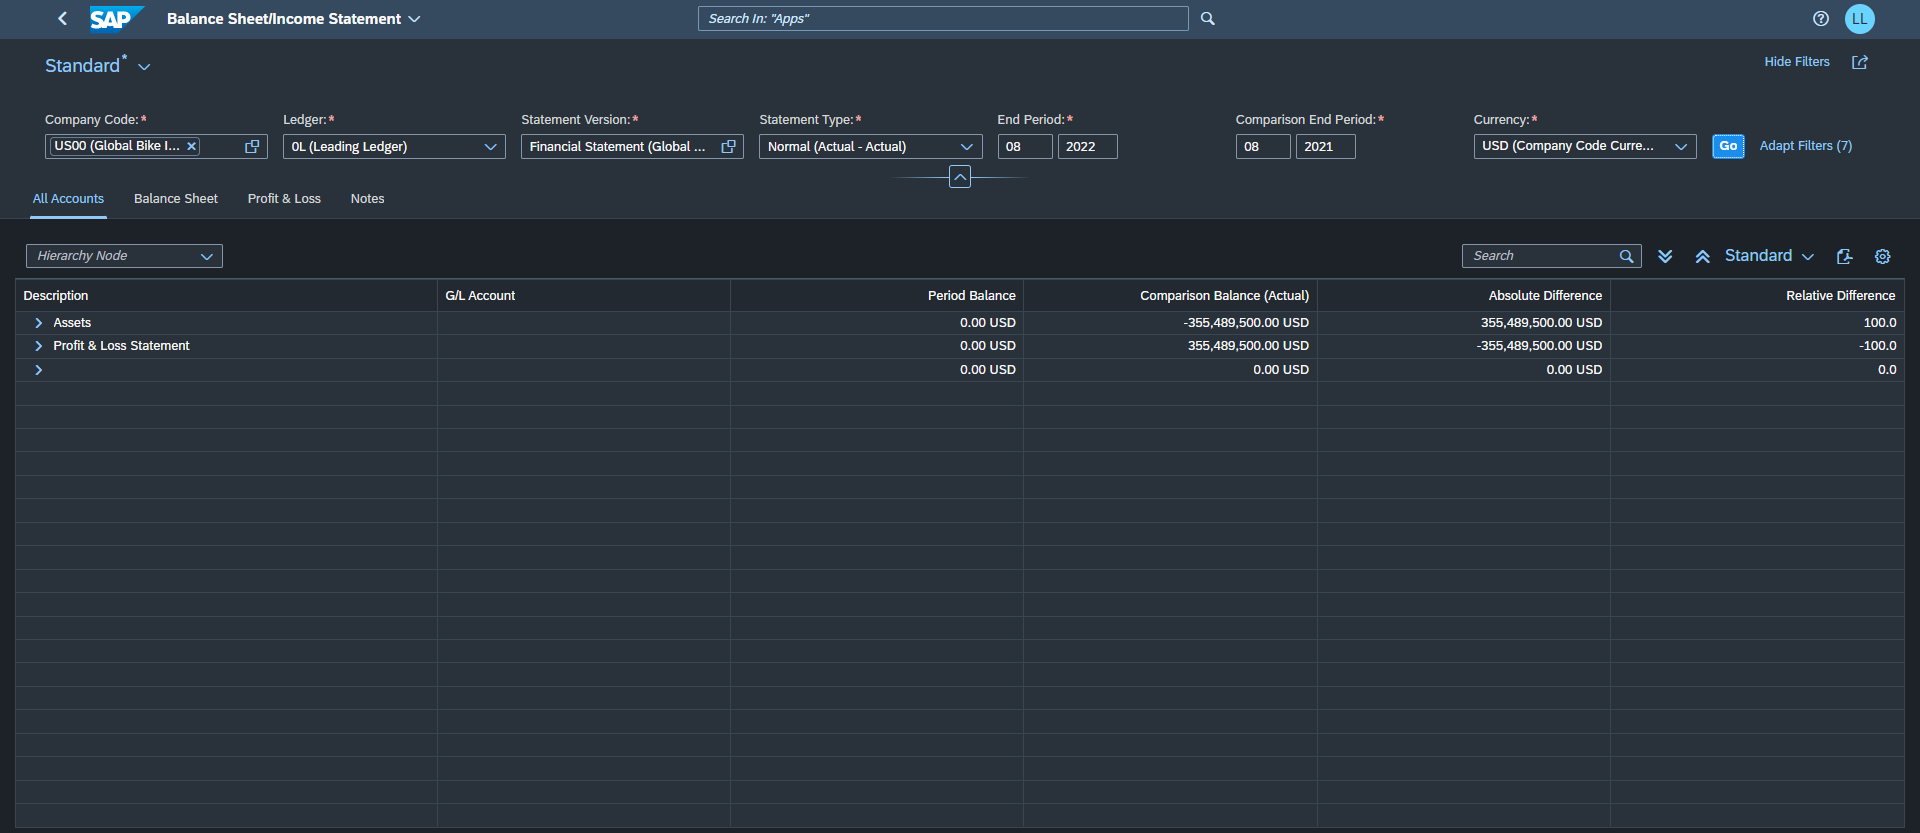 SAP Balance Sheet/Income Statement Search In: "Apps" LL
Standard* Hide Filters
Company Code:* Ledger:* Statement Version:* Statement Type:* End Period:* Comparison End Period:* Currency:*
US00 (Global Bike I... 0L (Leading Ledger) Financial Statement (Global ... Normal (Actual - Actual) 08 2022 08 2021 USD (Company Code Curre... Go Adapt Filters (7)
All Accounts Balance Sheet Profit & Loss Notes
Hierarchy Node Search Standard
Description G/L Account Period Balance Comparison Balance (Actual) Absolute Difference Relative Difference
Assets 0.00 USD -355,489,500.00 USD 355,489,500.00 USD 100.0
Profit & Loss Statement 0.00 USD 355,489,500.00 USD -355,489,500.00 USD -100.0
0.00 USD 0.00 USD 0.00 USD 0.0